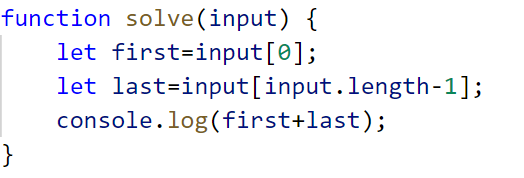 function solve(input) {
    let first=input[0];
    let last=input[input.length-1];
    console.log(first+last);
}